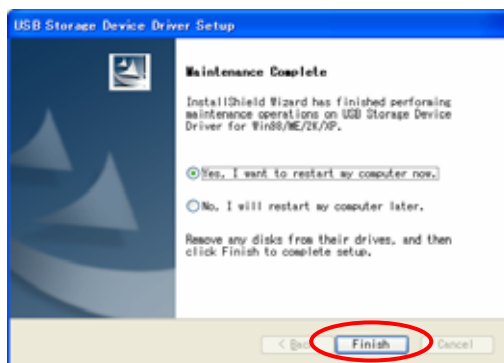 USB Storage Device Driver Setup
Maintenance Complete
InstallShield Wizard has finished performing
maintenance operations on USB Storage Device
Driver for Win98/ME/2K/XP.
Yes, I want to restart my computer now.
No, I will restart my computer later.
Remove any disks from their drives, and then
click Finish to complete setup.
< Back Finish Cancel